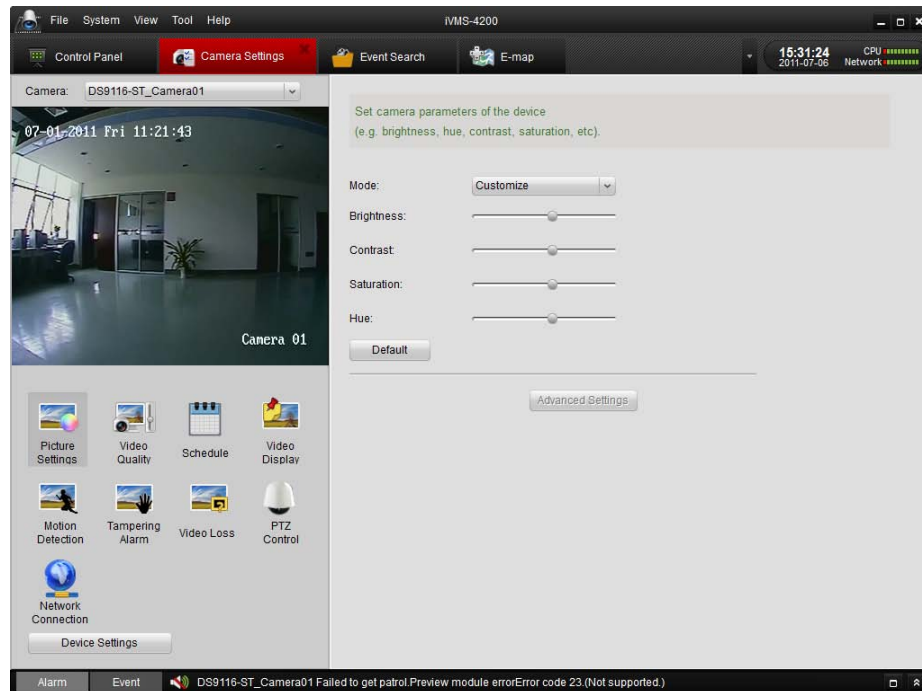 File System View Tool Help iVMS-4200
Control Panel Camera Settings Event Search E-map 15:31:24 2011-07-06 CPU Network
Camera: DS9116-ST_Camera01
07-01-2011 Fri 11:21:43
Camera 01
Set camera parameters of the device
(e.g. brightness, hue, contrast, saturation, etc).
Mode: Customize
Brightness:
Contrast:
Saturation:
Hue:
Default
Advanced Settings
Picture Settings
Video Quality
Schedule
Video Display
Motion Detection
Tampering Alarm
Video Loss
PTZ Control
Network Connection
Device Settings
Alarm Event DS9116-ST_Camera01 Failed to get patrol.Preview module errorError code 23.(Not supported.)